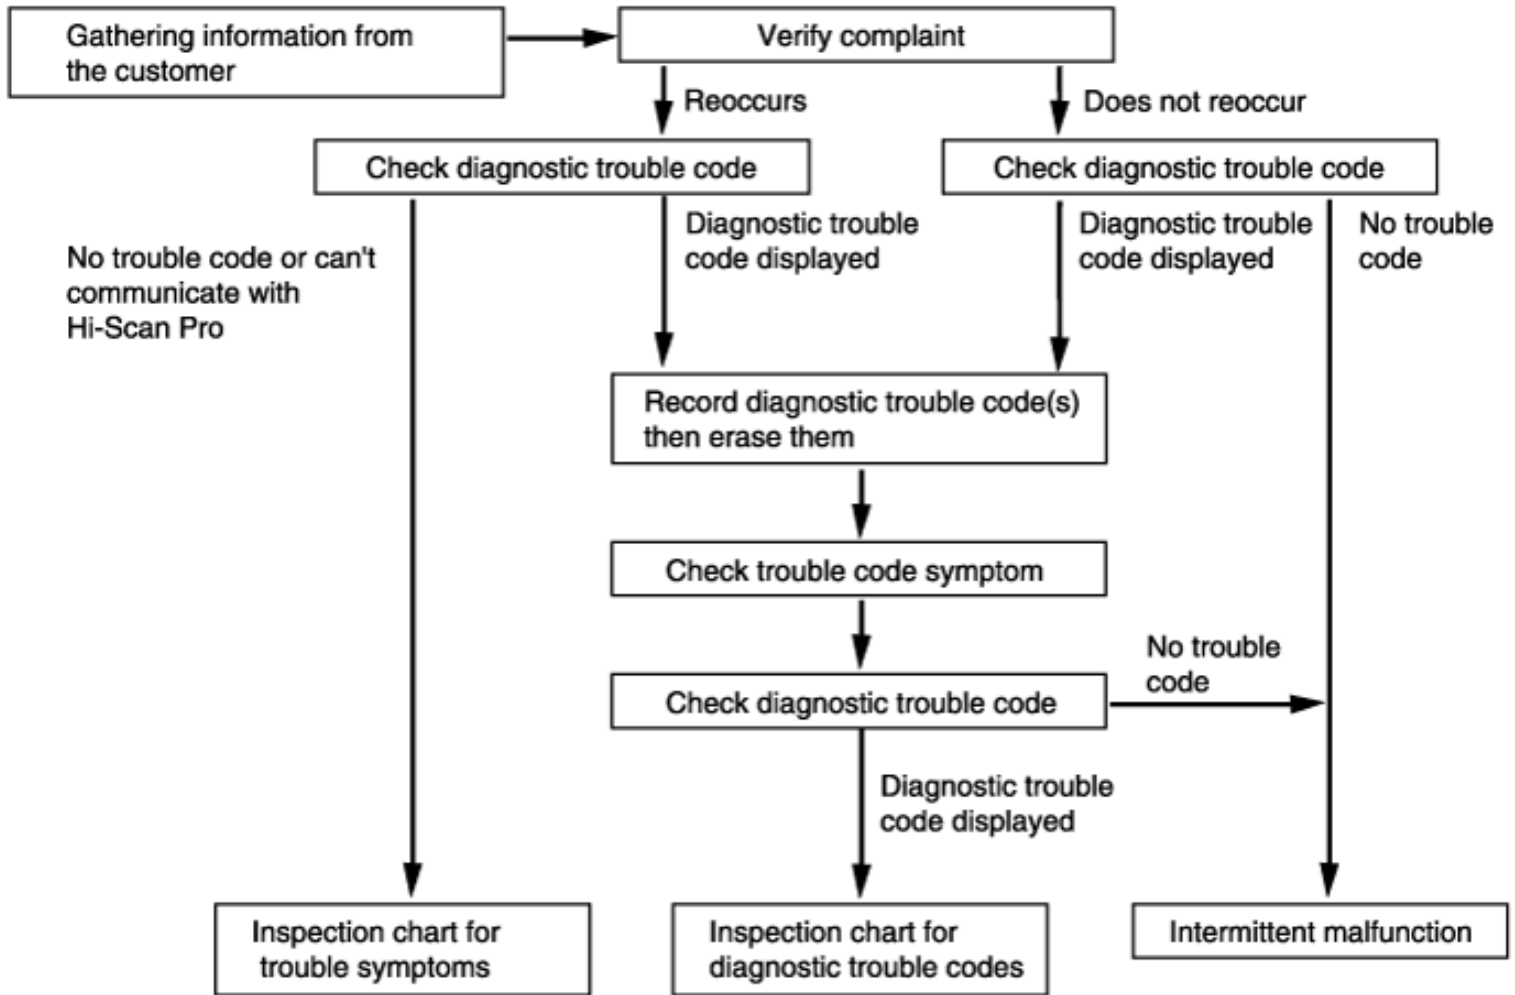 Gathering information from
the customer
Verify complaint
Reoccurs
Does not reoccur
Check diagnostic trouble code
Check diagnostic trouble code
No trouble code or can't
communicate with
Hi-Scan Pro
Diagnostic trouble
code displayed
Diagnostic trouble
code displayed
No trouble
code
Record diagnostic trouble code(s)
then erase them
Check trouble code symptom
Check diagnostic trouble code
No trouble
code
Diagnostic trouble
code displayed
Inspection chart for
trouble symptoms
Inspection chart for
diagnostic trouble codes
Intermittent malfunction